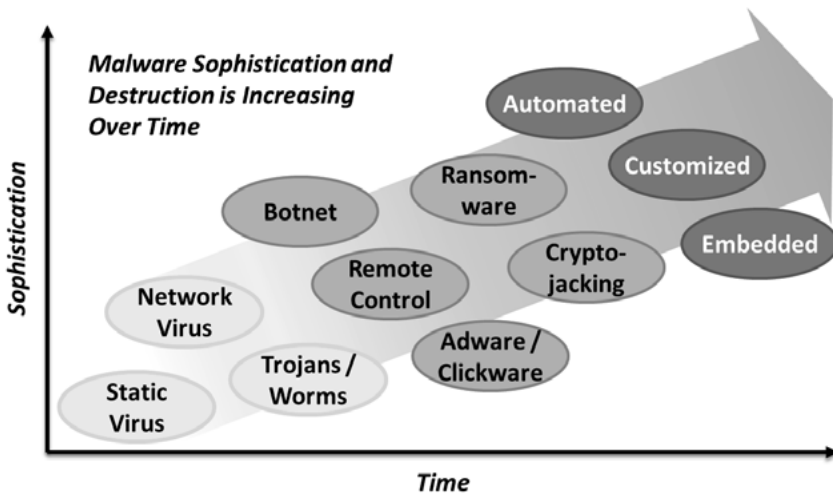 Malware Sophistication and
Destruction is Increasing
Over Time
Automated
Customized
Embedded
Ransom-
ware
Crypto-
jacking
Botnet
Remote
Control
Adware /
Clickware
Network
Virus
Trojans /
Worms
Static
Virus
Sophistication
Time